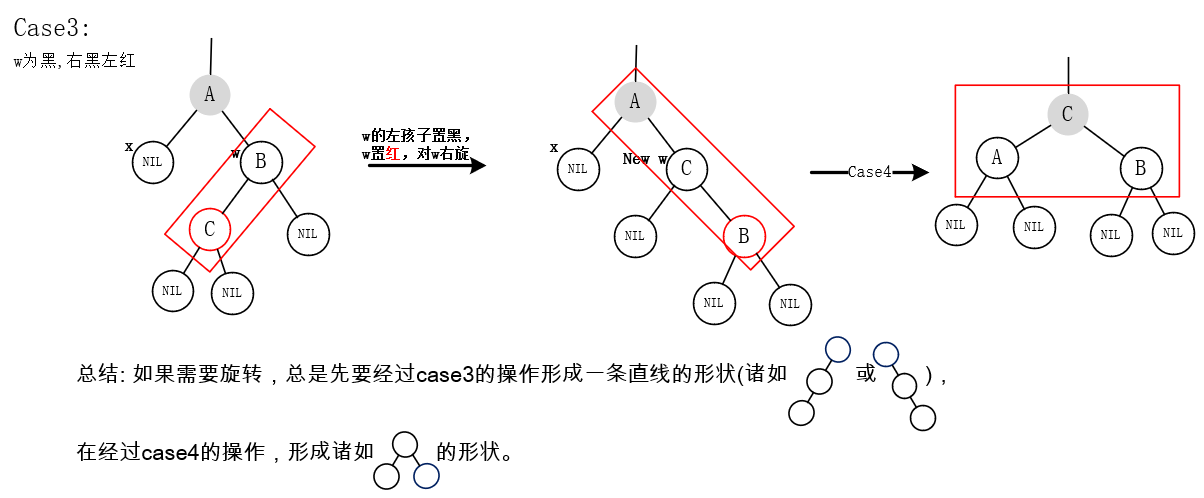 Case3:
w为黑,右黑左红
A
x
NIL
w
B
C
NIL
NIL
NIL
w的左孩子置黑，
w置红，对w右旋
A
x
NIL
New w
C
NIL
B
NIL
NIL
Case4
C
A
B
NIL
NIL
NIL
NIL
总结: 如果需要旋转，总是先要经过case3的操作形成一条直线的形状(诸如 或 )，
在经过case4的操作，形成诸如 的形状。